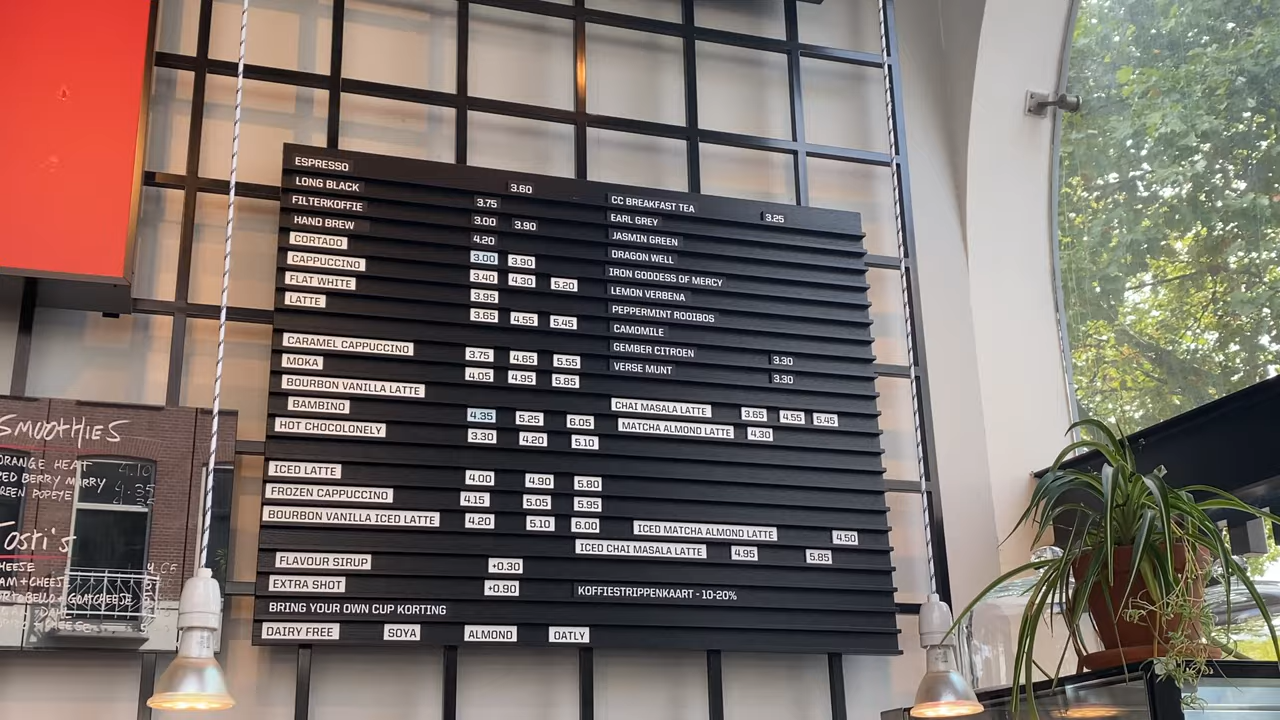 ESPRESSO
LONG BLACK 3.60
FILTERKOFFIE 3.75
HAND BREW 3.00 3.90
CORTADO 4.20
CAPPUCCINO 3.00 3.90
FLAT WHITE 3.40 4.30 5.20
LATTE 3.95
3.65 4.55 5.45
CARAMEL CAPPUCCINO 3.75 4.65 5.55
MOKA 4.05 4.95 5.85
BOURBON VANILLA LATTE
BAMBINO 4.35 5.25 6.05
HOT CHOCOLONELY 3.30 4.20 5.10
ICED LATTE 4.00 4.90 5.80
FROZEN CAPPUCCINO 4.15 5.05 5.95
BOURBON VANILLA ICED LATTE 4.20 5.10 6.00
FLAVOUR SIRUP +0.30
EXTRA SHOT +0.90
BRING YOUR OWN CUP KORTING
DAIRY FREE SOYA ALMOND OATLY
CC BREAKFAST TEA 3.25
EARL GREY
JASMIN GREEN
DRAGON WELL
IRON GODDESS OF MERCY
LEMON VERBENA
PEPPERMINT ROOIBOS
CAMOMILE
GEMBER CITROEN 3.30
VERSE MUNT 3.30
CHAI MASALA LATTE 3.65 4.55 5.45
MATCHA ALMOND LATTE 4.30
ICED MATCHA ALMOND LATTE 4.50
ICED CHAI MASALA LATTE 4.95 5.85
KOFFIESTRIPPENKAART - 10-20%
SMOOTHIES
ORANGE HEAT 4.10
BERRY MARRY 4.35
POPEYE
Tosti's